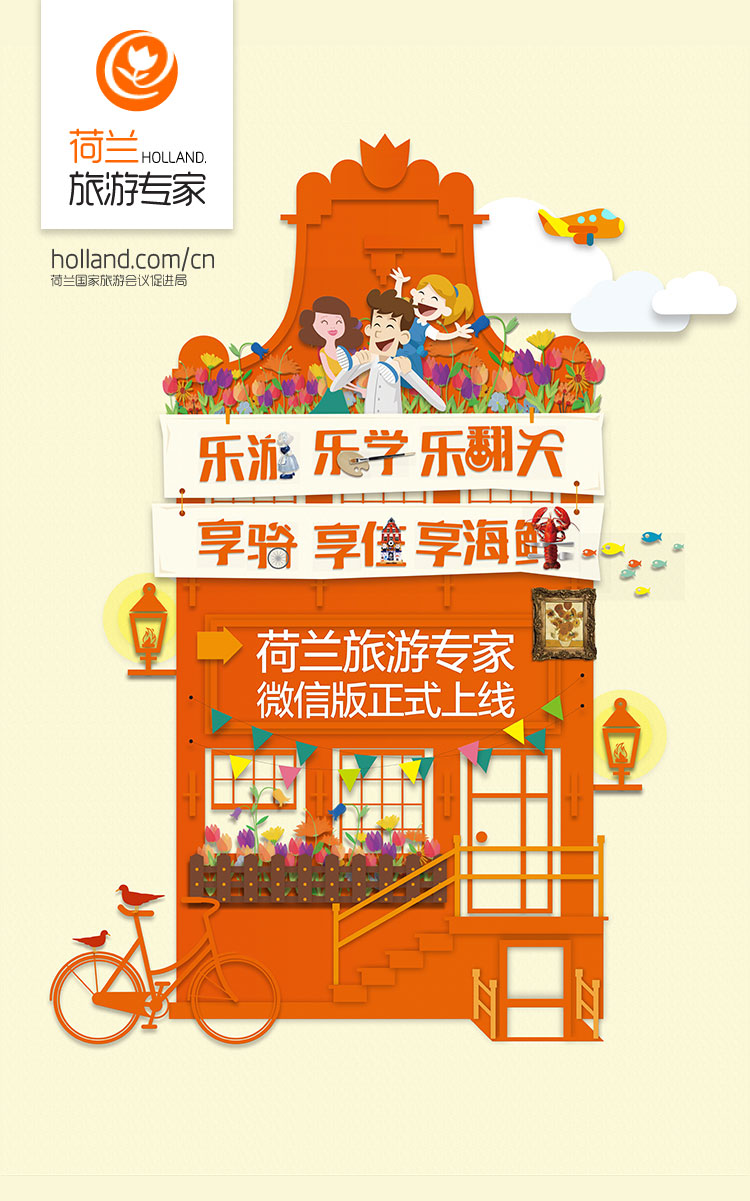 荷兰 HOLLAND.
旅游专家
holland.com/cn
荷兰国家旅游会议促进局
乐游 乐学 乐翻天
享骑 享住 享海鲜
荷兰旅游专家
微信版正式上线